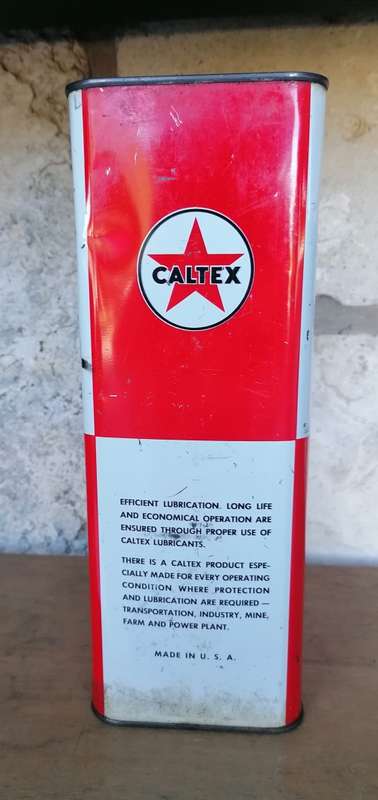 CALTEX
EFFICIENT LUBRICATION. LONG LIFE
AND ECONOMICAL OPERATION ARE
ENSURED THROUGH PROPER USE OF
CALTEX LUBRICANTS.
THERE IS A CALTEX PRODUCT ESPE-
CIALLY MADE FOR EVERY OPERATING
CONDITION WHERE PROTECTION
AND LUBRICATION ARE REQUIRED —
TRANSPORTATION, INDUSTRY, MINE,
FARM AND POWER PLANT.
MADE IN U. S. A.